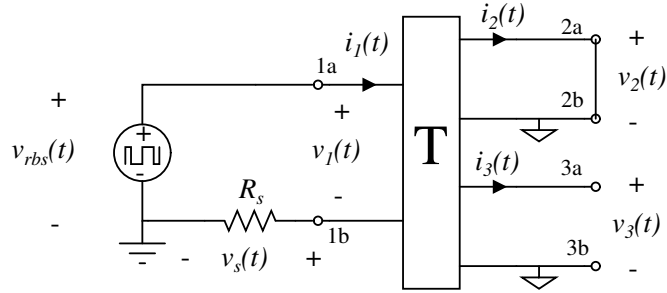 i2(t)
2a
+
i1(t)
1a
v2(t)
+
+
+
2b
-
vrbs(t)
v1(t)
T
-
i3(t)
3a
Rs
-
+
-
1b
v3(t)
-
vs(t)
+
3b
-